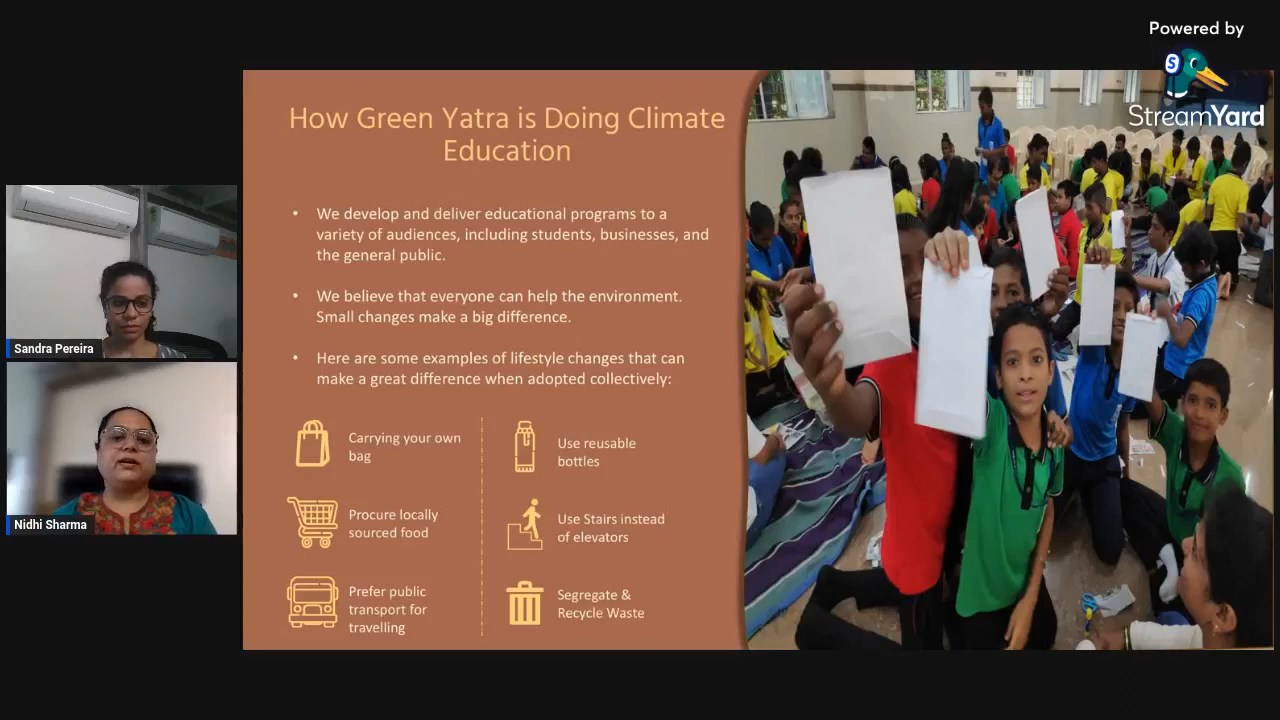 Powered by
S
StreamYard
How Green Yatra is Doing Climate
Education
• We develop and deliver educational programs to a
variety of audiences, including students, businesses, and
the general public.
• We believe that everyone can help the environment.
Small changes make a big difference.
• Here are some examples of lifestyle changes that can
make a great difference when adopted collectively:
Carrying your own
bag
Use reusable
bottles
Procure locally
sourced food
Use Stairs instead
of elevators
Prefer public
transport for
travelling
Segregate &
Recycle Waste
Sandra Pereira
Nidhi Sharma